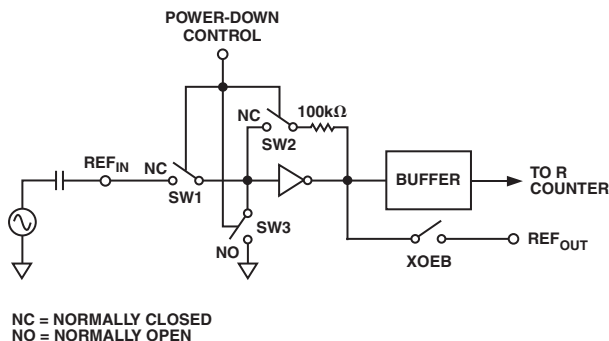 POWER-DOWN
CONTROL
NC
100kΩ
SW2
REFIN
NC
SW1
BUFFER
TO R
COUNTER
SW3
NO
XOEB
REFOUT
NC = NORMALLY CLOSED
NO = NORMALLY OPEN